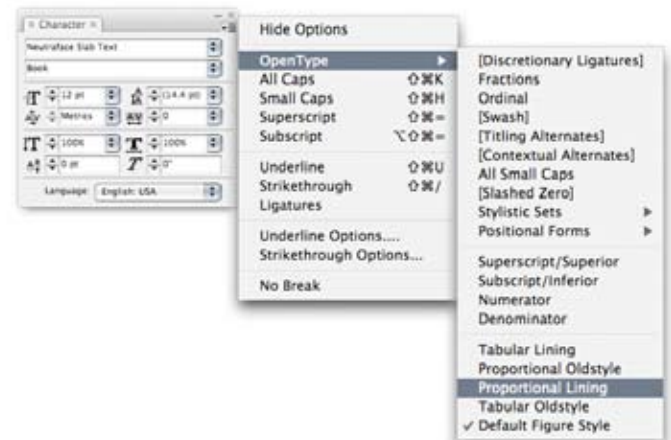 Character
Neutraface Slab Text
Book
12 pt
(14.4 pt)
Metrics
0
100%
100%
0 pt
0°
Language: English: USA
Hide Options
OpenType
All Caps ⇧⌘K
Small Caps ⇧⌘H
Superscript ⇧⌘=
Subscript ⌥⇧⌘=
Underline ⇧⌘U
Strikethrough ⇧⌘/
Ligatures
Underline Options....
Strikethrough Options...
No Break
[Discretionary Ligatures]
Fractions
Ordinal
[Swash]
[Titling Alternates]
[Contextual Alternates]
All Small Caps
[Slashed Zero]
Stylistic Sets
Positional Forms
Superscript/Superior
Subscript/Inferior
Numerator
Denominator
Tabular Lining
Proportional Oldstyle
Proportional Lining
Tabular Oldstyle
✓ Default Figure Style